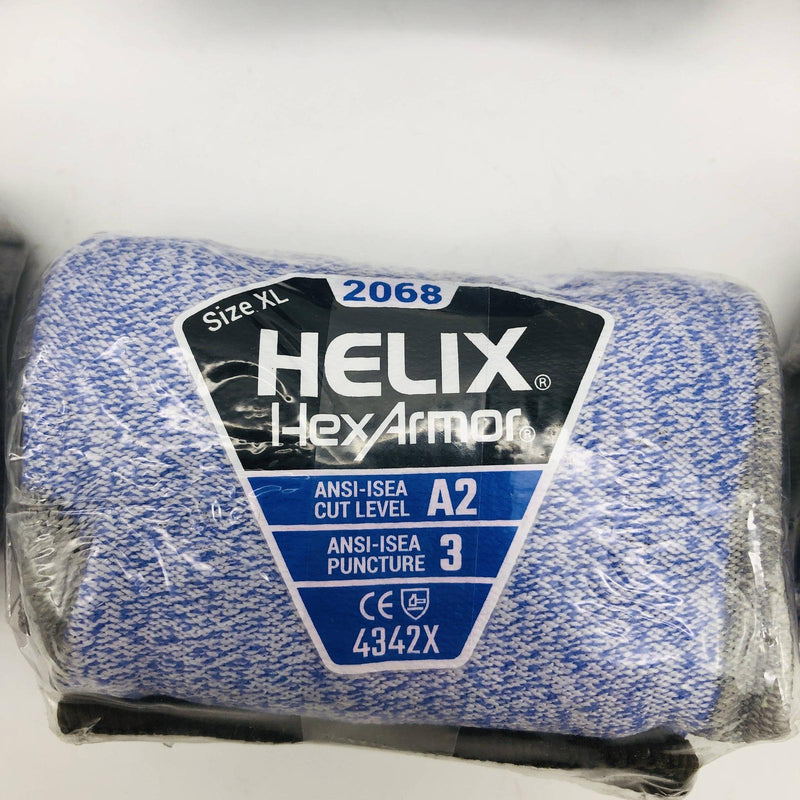 Size XL
2068
HELIX®
HexArmor®
ANSI-ISEA
CUT LEVEL A2
ANSI-ISEA
PUNCTURE 3
CE
4342X